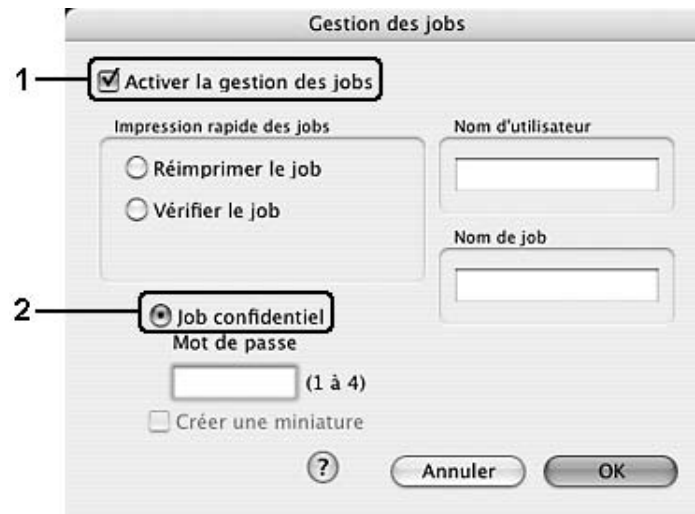 Gestion des jobs
1
Activer la gestion des jobs
Impression rapide des jobs
Réimprimer le job
Vérifier le job
Nom d'utilisateur
Nom de job
2
Job confidentiel
Mot de passe
(1 à 4)
Créer une miniature
?
Annuler
OK